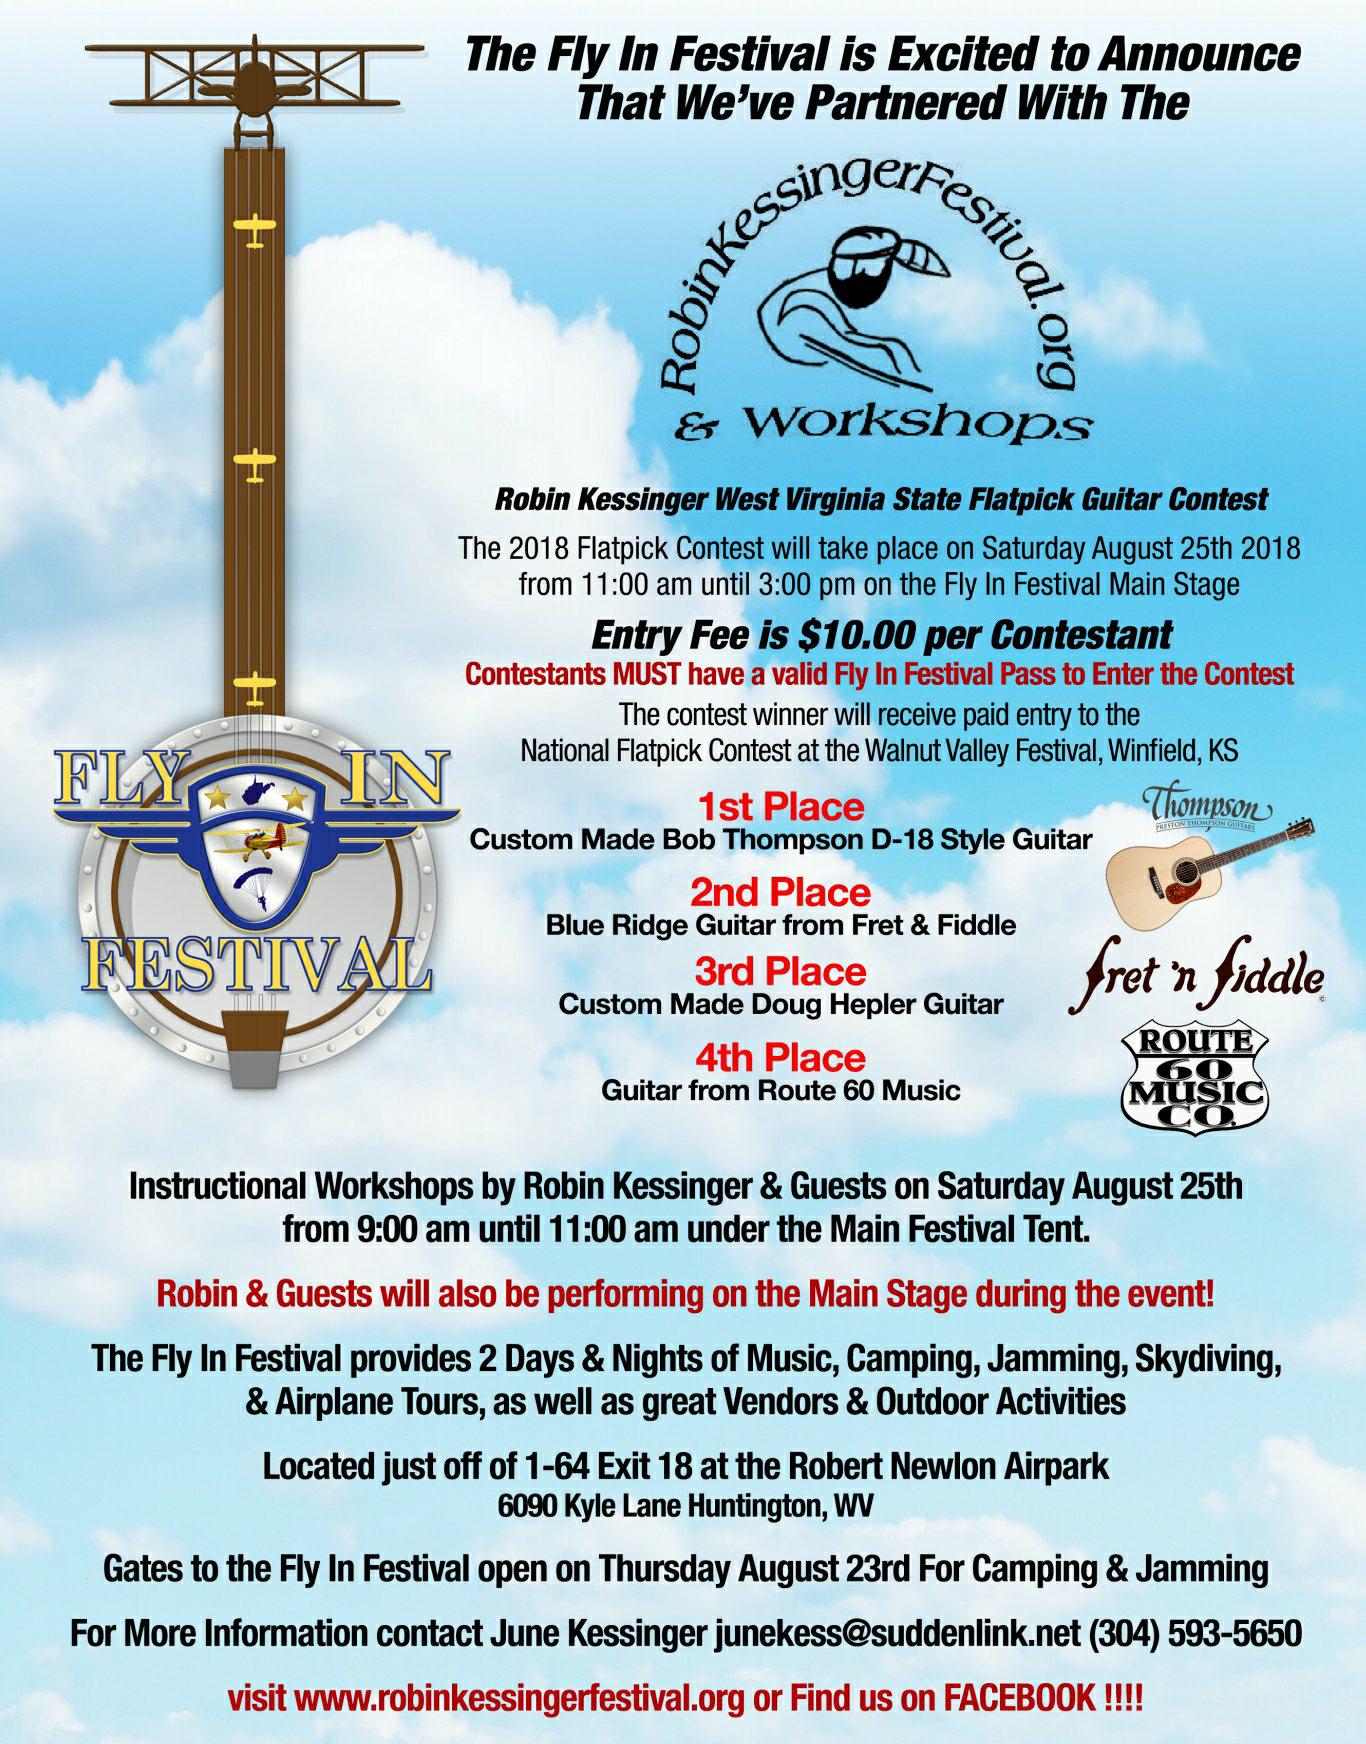 The Fly In Festival is Excited to Announce
That We've Partnered With The
RobinKessingerFestival.org
& Workshops
Robin Kessinger West Virginia State Flatpick Guitar Contest
The 2018 Flatpick Contest will take place on Saturday August 25th 2018
from 11:00 am until 3:00 pm on the Fly In Festival Main Stage
Entry Fee is $10.00 per Contestant
Contestants MUST have a valid Fly In Festival Pass to Enter the Contest
The contest winner will receive paid entry to the
National Flatpick Contest at the Walnut Valley Festival, Winfield, KS
FLY IN
FESTIVAL
1st Place
Custom Made Bob Thompson D-18 Style Guitar
Thompson
PRESTON THOMPSON GUITARS
2nd Place
Blue Ridge Guitar from Fret & Fiddle
fret 'n fiddle
©
3rd Place
Custom Made Doug Hepler Guitar
4th Place
Guitar from Route 60 Music
ROUTE
60
MUSIC
CO.
Instructional Workshops by Robin Kessinger & Guests on Saturday August 25th
from 9:00 am until 11:00 am under the Main Festival Tent.
Robin & Guests will also be performing on the Main Stage during the event!
The Fly In Festival provides 2 Days & Nights of Music, Camping, Jamming, Skydiving,
& Airplane Tours, as well as great Vendors & Outdoor Activities
Located just off of 1-64 Exit 18 at the Robert Newlon Airpark
6090 Kyle Lane Huntington, WV
Gates to the Fly In Festival open on Thursday August 23rd For Camping & Jamming
For More Information contact June Kessinger junekess@suddenlink.net (304) 593-5650
visit www.robinkessingerfestival.org or Find us on FACEBOOK !!!!